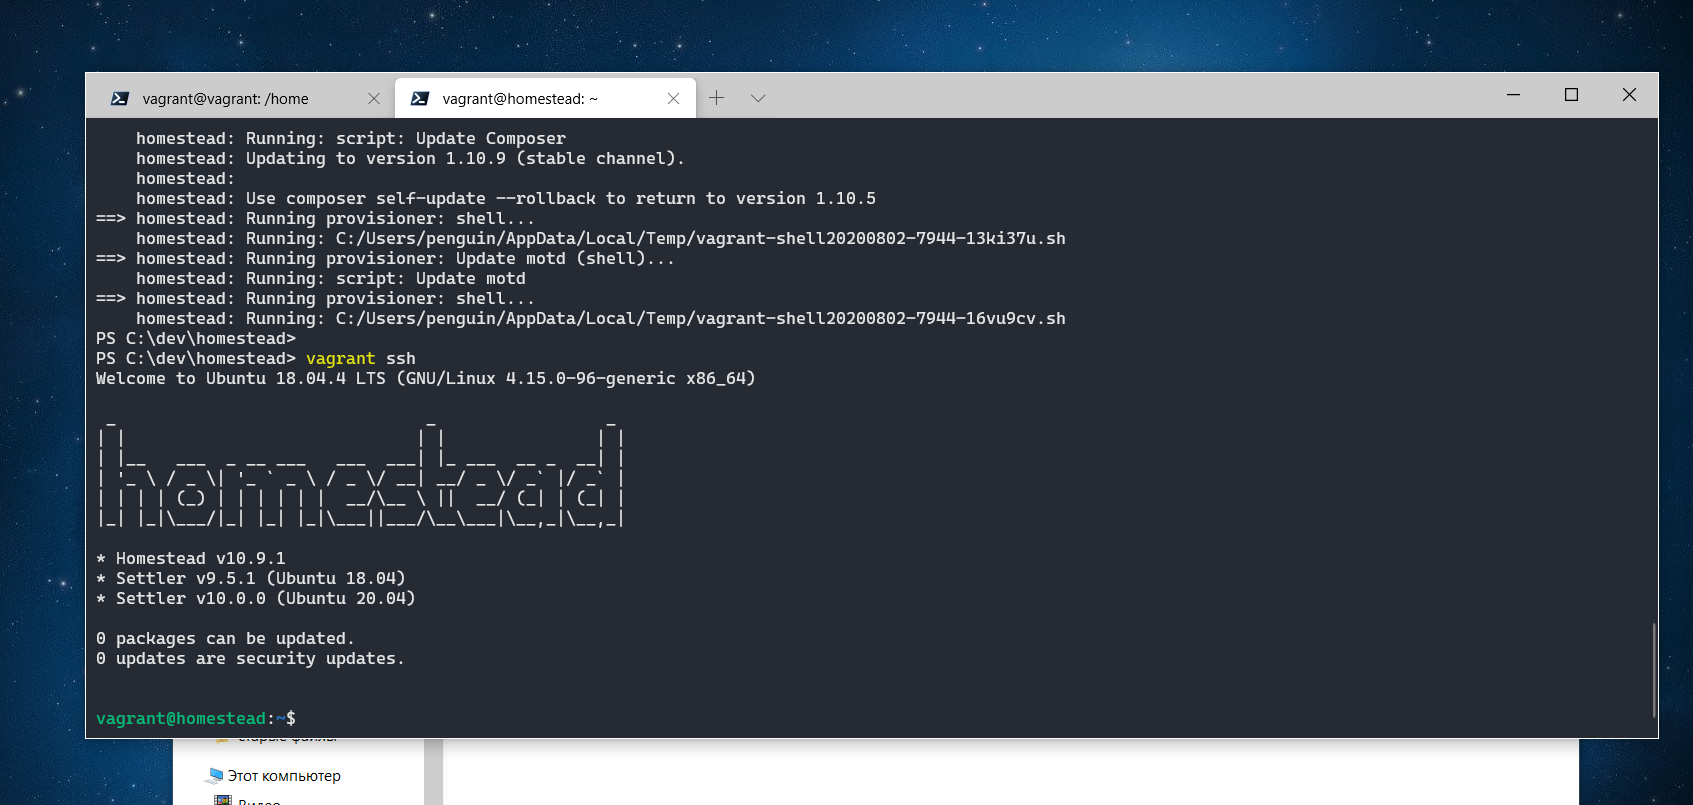 vagrant@vagrant: /home
vagrant@homestead: ~
    homestead: Running: script: Update Composer
    homestead: Updating to version 1.10.9 (stable channel).
    homestead:
    homestead: Use composer self-update --rollback to return to version 1.10.5
==> homestead: Running provisioner: shell...
    homestead: Running: C:/Users/penguin/AppData/Local/Temp/vagrant-shell20200802-7944-13ki37u.sh
==> homestead: Running provisioner: Update motd (shell)...
    homestead: Running: script: Update motd
==> homestead: Running provisioner: shell...
    homestead: Running: C:/Users/penguin/AppData/Local/Temp/vagrant-shell20200802-7944-16vu9cv.sh
PS C:\dev\homestead>
PS C:\dev\homestead> vagrant ssh
Welcome to Ubuntu 18.04.4 LTS (GNU/Linux 4.15.0-96-generic x86_64)
homestead
* Homestead v10.9.1
* Settler v9.5.1 (Ubuntu 18.04)
* Settler v10.0.0 (Ubuntu 20.04)
0 packages can be updated.
0 updates are security updates.
vagrant@homestead:~$
старые файлы
Этот компьютер
Видео